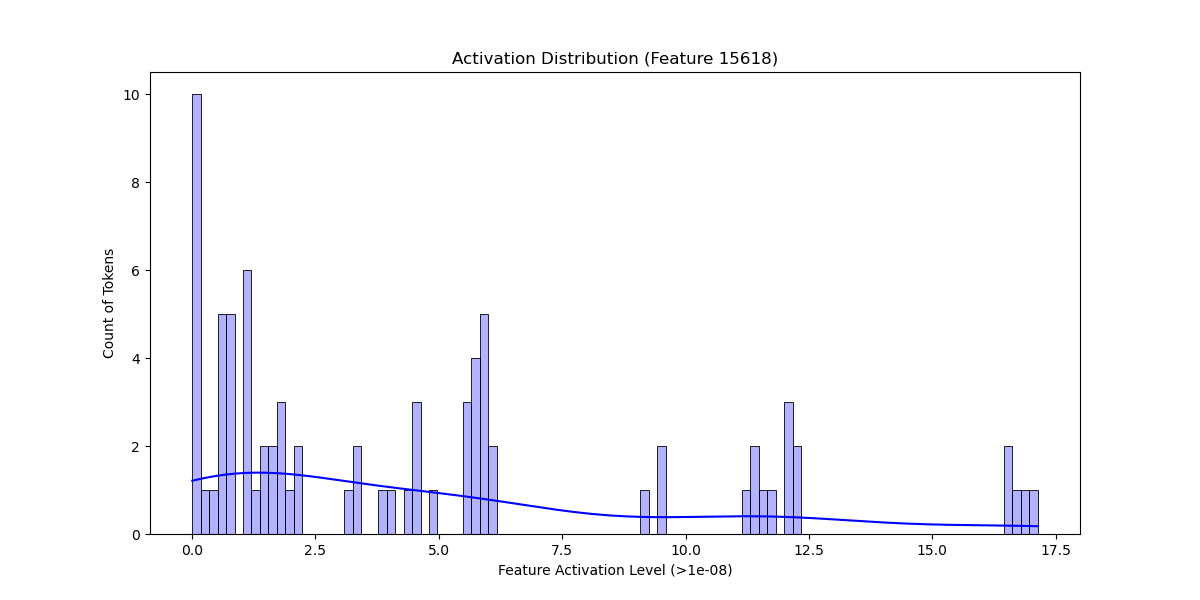 Activation Distribution (Feature 15618)
Count of Tokens
10
8
6
4
2
0
0.0 2.5 5.0 7.5 10.0 12.5 15.0 17.5
Feature Activation Level (>1e-08)